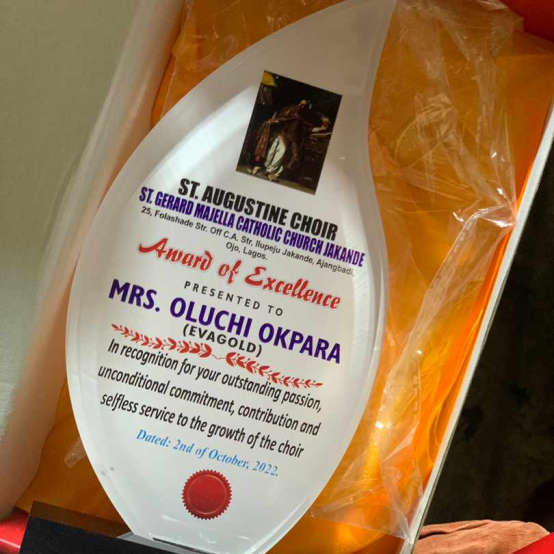 ST. AUGUSTINE CHOIR
ST. GERARD MAJELLA CATHOLIC CHURCH JAKANDE
25, Folashade Str. Off C.A. Str, Ilupeju Jakande, Ajangbadi,
Ojo, Lagos.
Award of Excellence
PRESENTED TO
MRS. OLUCHI OKPARA
(EVAGOLD)
In recognition for your outstanding passion,
unconditional commitment, contribution and
selfless service to the growth of the choir
Dated: 2nd of October, 2022.